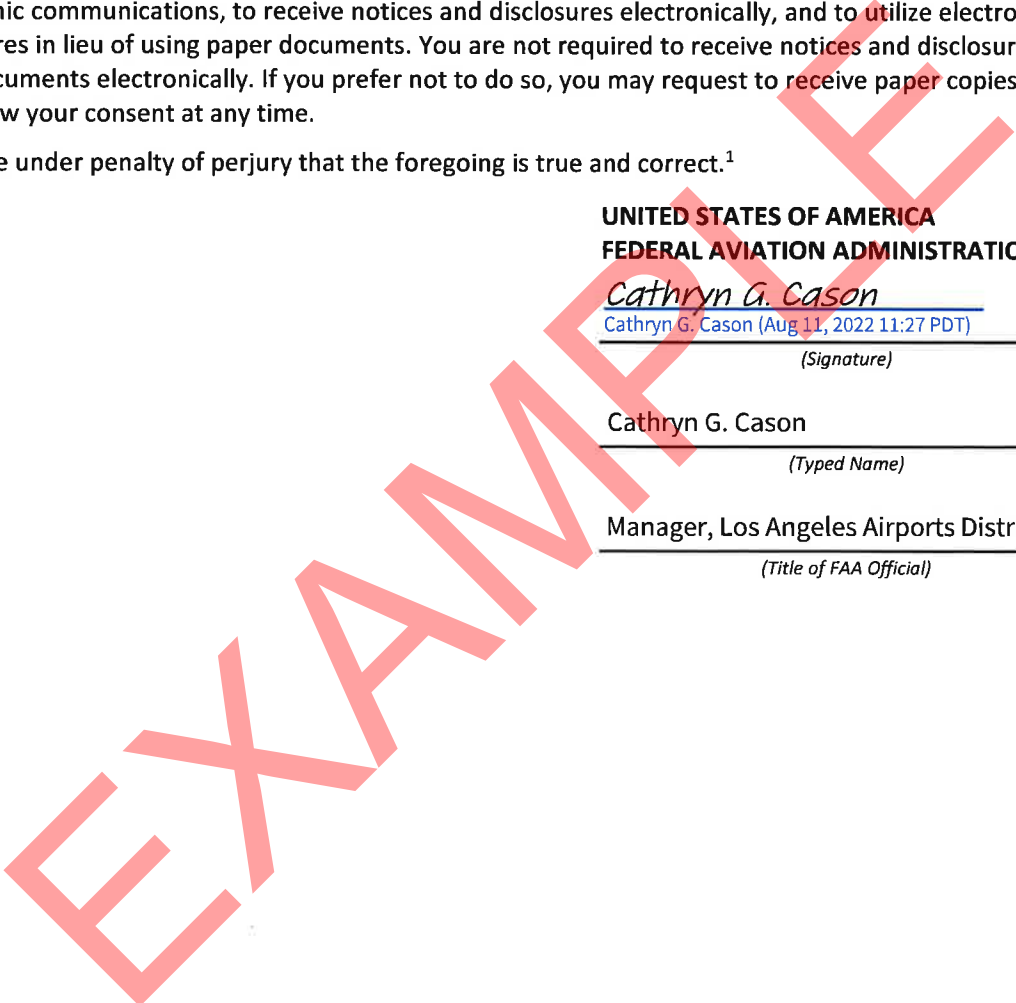 nic communications, to receive notices and disclosures electronically, and to utilize electro
res in lieu of using paper documents. You are not required to receive notices and disclosur
cuments electronically. If you prefer not to do so, you may request to receive paper copies
w your consent at any time.
e under penalty of perjury that the foregoing is true and correct.1
UNITED STATES OF AMERICA
FEDERAL AVIATION ADMINISTRATIO
Cathryn G. Cason
Cathryn G. Cason (Aug 11, 2022 11:27 PDT)
(Signature)
Cathryn G. Cason
(Typed Name)
Manager, Los Angeles Airports Distr
(Title of FAA Official)
EXAMPLE